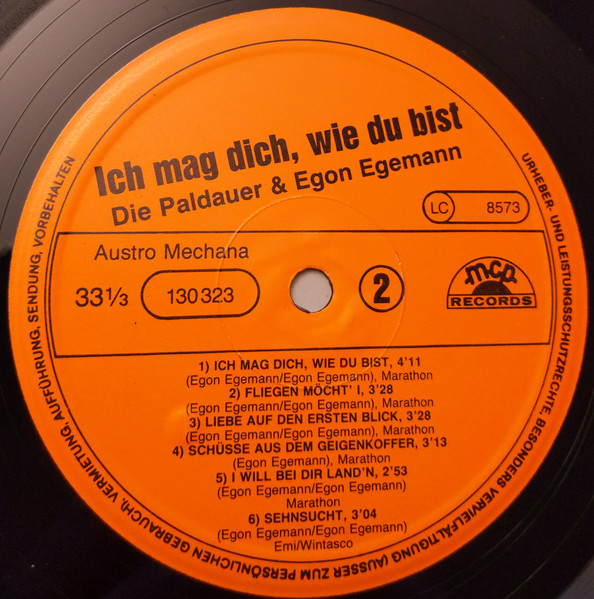 Ich mag dich, wie du bist
Die Paldauer & Egon Egemann
LC 8573
Austro Mechana
33 1/3 130 323 2
mcp
RECORDS
1) ICH MAG DICH, WIE DU BIST, 4'11
(Egon Egemann/Egon Egemann), Marathon
2) FLIEGEN MÖCHT' I, 3'28
(Egon Egemann/Egon Egemann), Marathon
3) LIEBE AUF DEN ERSTEN BLICK, 3'28
(Egon Egemann/Egon Egemann), Marathon
4) SCHÜSSE AUS DEM GEIGENKOFFER, 3'13
(Egon Egemann), Marathon
5) I WILL BEI DIR LAND'N, 2'53
(Egon Egemann/Egon Egemann)
Marathon
6) SEHNSUCHT, 3'04
(Egon Egemann/Egon Egemann)
Emi/Wintasco
URHEBER- UND LEISTUNGSSCHUTZRECHTE, BESONDERS VERVIELFÄLTIGUNG (AUSSER ZUM PERSÖNLICHEN GEBRAUCH), VERMIETUNG, AUFFÜHRUNG, SENDUNG, VORBEHALTEN